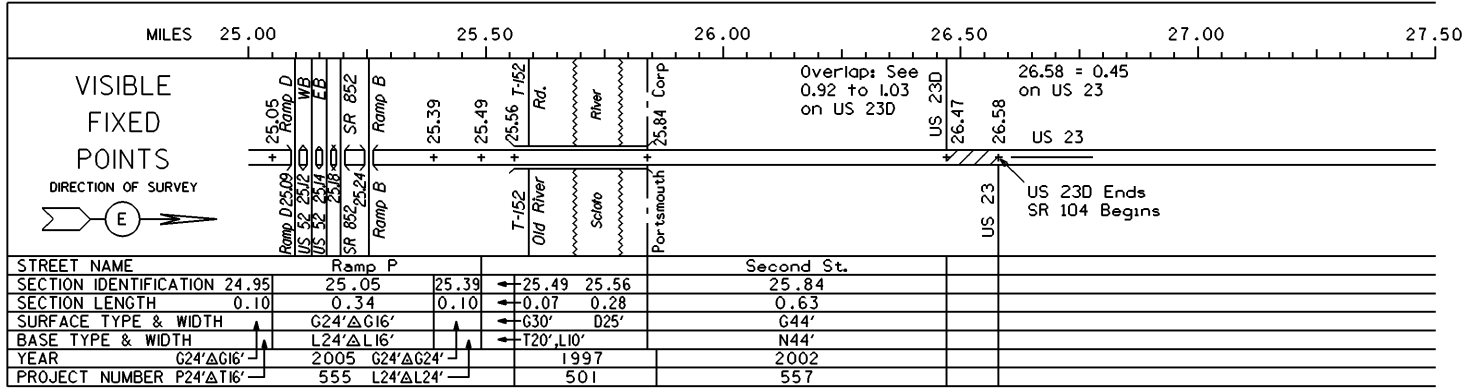 MILES 25.00 25.50 26.00 26.50 27.00 27.50
VISIBLE
FIXED
POINTS
DIRECTION OF SURVEY
E
25.05
Ramp D
WB
EB
SR 852
Ramp B
25.39
25.49
25.56
T-152
Rd.
River
25.84 Corp
Overlap: See
0.92 to 1.03
on US 23D
US 23D
26.47
26.58
26.58 = 0.45
on US 23
US 23
US 23D Ends
SR 104 Begins
Ramp D 25.09
US 52 25.12
US 52 25.14
25.18
SR 852
25.24
Ramp B
T-152
Old River
Scioto
Portsmouth
US 23
STREET NAME Ramp P Second St.
SECTION IDENTIFICATION 24.95 25.05 25.39 25.49 25.56 25.84
SECTION LENGTH 0.10 0.34 0.10 0.07 0.28 0.63
SURFACE TYPE & WIDTH G24'△G16' G30' D25' G44'
BASE TYPE & WIDTH L24'△L16' T20',L10' N44'
YEAR G24'△G16' 2005 G24'△G24' 1997 2002
PROJECT NUMBER P24'△T16' 555 L24'△L24' 501 557